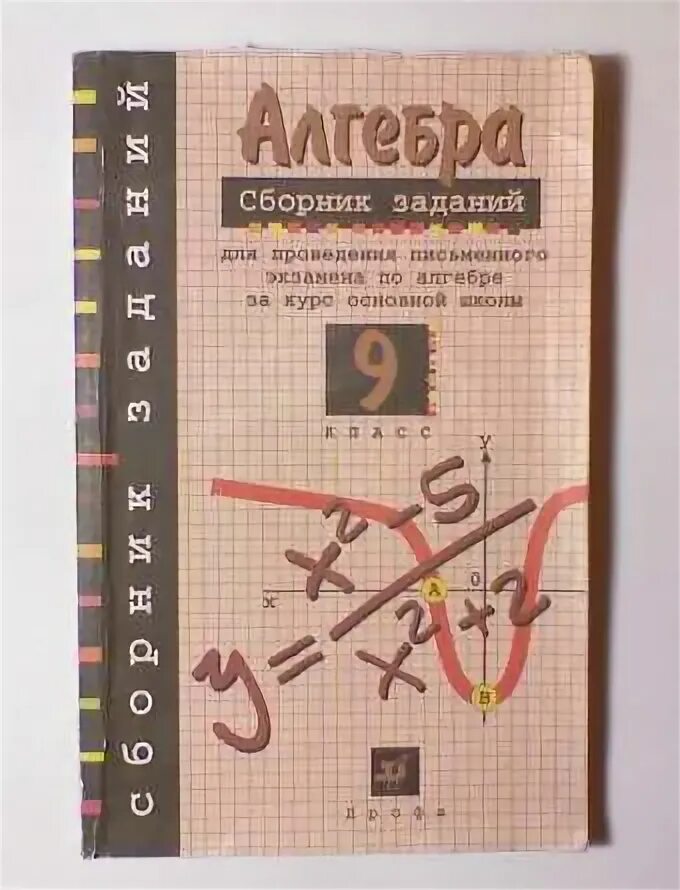 сборник заданий
Алгебра
Сборник заданий
для проведения письменного
экзамена по алгебре
за курс основной школы
9
класс
y
y = x² - 5 / x² + 2
A
0
x
B
Дрофа